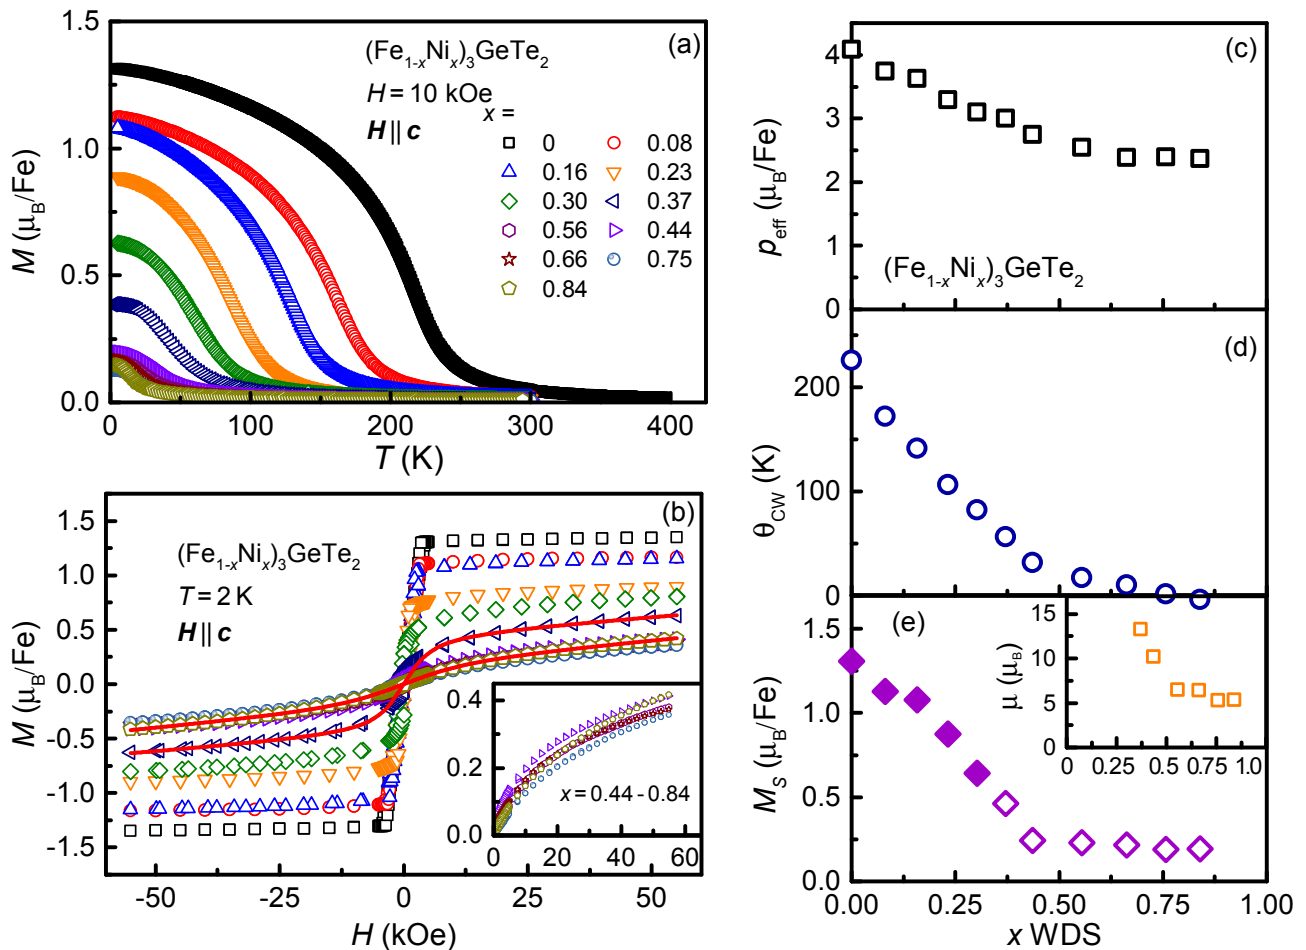 (a)
(Fe1-xNix)3GeTe2
H = 10 kOe
H || c
x =
0
0.08
0.16
0.23
0.30
0.37
0.56
0.44
0.66
0.75
0.84
M (μB/Fe)
1.5
1.0
0.5
0.0
0
100
200
300
400
T (K)
(b)
(Fe1-xNix)3GeTe2
T = 2 K
H || c
M (μB/Fe)
1.5
1.0
0.5
0.0
-0.5
-1.0
-1.5
-50
-25
0
25
50
H (kOe)
0.4
0.2
0.0
0
20
40
60
x = 0.44 - 0.84
(c)
peff (μB/Fe)
4
3
2
1
0
(Fe1-xNix)3GeTe2
(d)
θCW (K)
200
100
0
(e)
MS (μB/Fe)
1.5
1.0
0.5
0.0
0.00
0.25
0.50
0.75
1.00
x WDS
μ (μB)
15
10
5
0
0
0.25
0.5
0.75
1.0